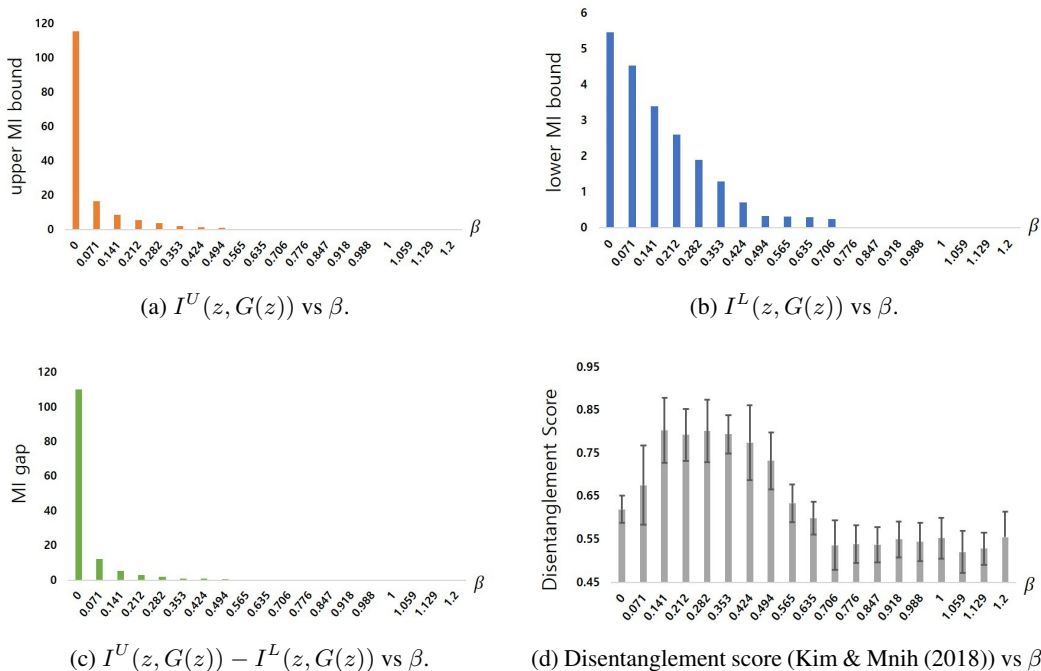 120
100
80
60
40
20
0
upper MI bound
0 0.071 0.141 0.212 0.282 0.353 0.424 0.494 0.565 0.635 0.706 0.776 0.847 0.918 0.988 1 1.059 1.129 1.2
β
(a) I^U(z, G(z)) vs β.
6
5
4
3
2
1
0
lower MI bound
0 0.071 0.141 0.212 0.282 0.353 0.424 0.494 0.565 0.635 0.706 0.776 0.847 0.918 0.988 1 1.059 1.129 1.2
β
(b) I^L(z, G(z)) vs β.
120
100
80
60
40
20
0
MI gap
0 0.071 0.141 0.212 0.282 0.353 0.424 0.494 0.565 0.635 0.706 0.776 0.847 0.918 0.988 1 1.059 1.129 1.2
β
(c) I^U(z, G(z)) − I^L(z, G(z)) vs β.
0.95
0.85
0.75
0.65
0.55
0.45
Disentanglement Score
0 0.071 0.141 0.212 0.282 0.353 0.424 0.494 0.565 0.635 0.706 0.776 0.847 0.918 0.988 1 1.059 1.129 1.2
β
(d) Disentanglement score (Kim & Mnih (2018)) vs β